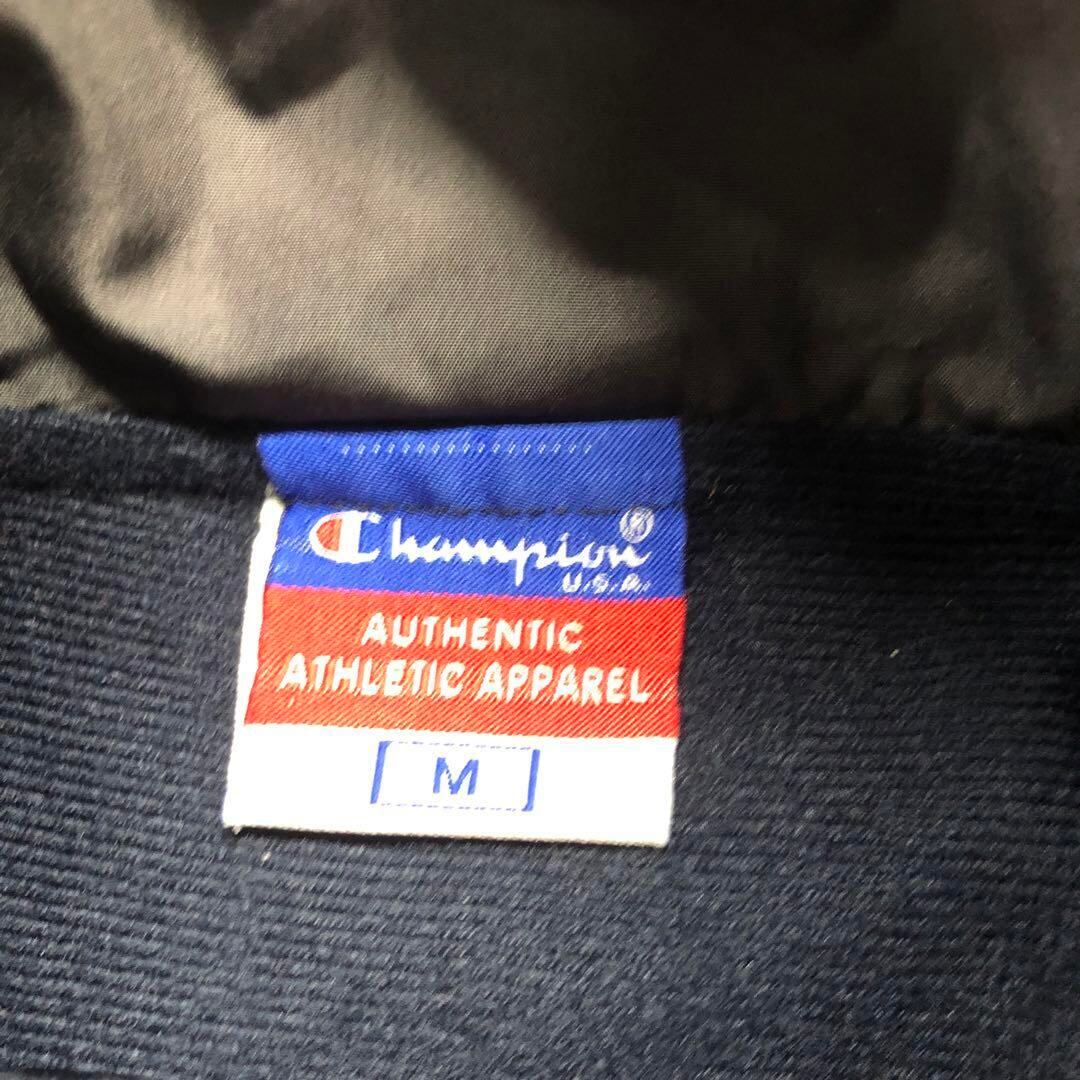 Champion®
U.S.A.
AUTHENTIC
ATHLETIC APPAREL
M